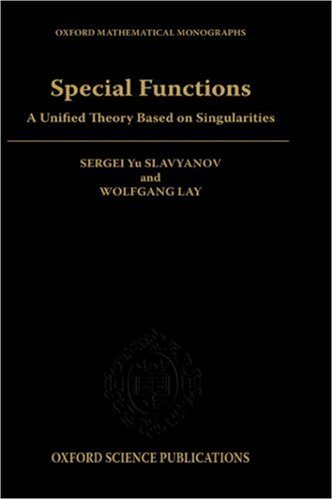 OXFORD MATHEMATICAL MONOGRAPHS
Special Functions
A Unified Theory Based on Singularities
SERGEI Yu SLAVYANOV
and
WOLFGANG LAY
OXFORD SCIENCE PUBLICATIONS